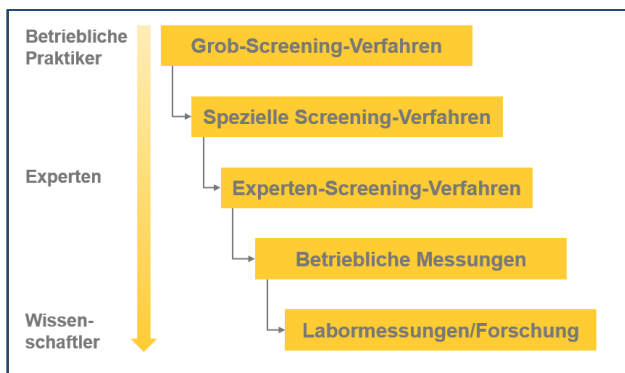 Betriebliche
Praktiker
Grob-Screening-Verfahren
Spezielle Screening-Verfahren
Experten
Experten-Screening-Verfahren
Betriebliche Messungen
Wissen-
schaftler
Labormessungen/Forschung